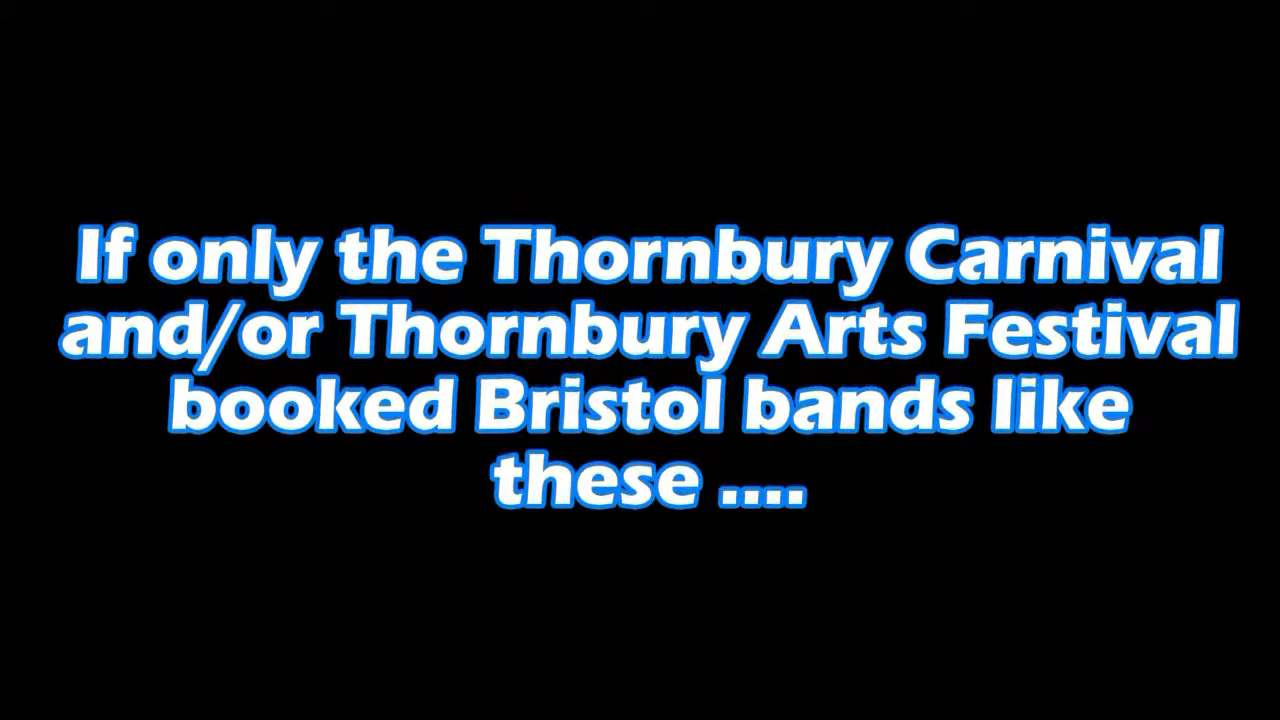 If only the Thornbury Carnival
and/or Thornbury Arts Festival
booked Bristol bands like
these ....